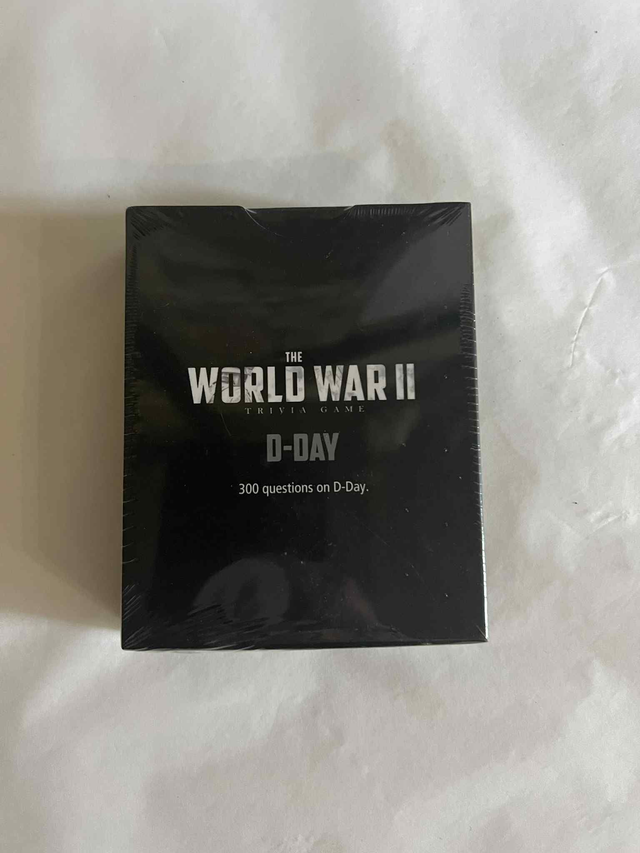 THE
WORLD WAR II
TRIVIA GAME
D-DAY
300 questions on D-Day.